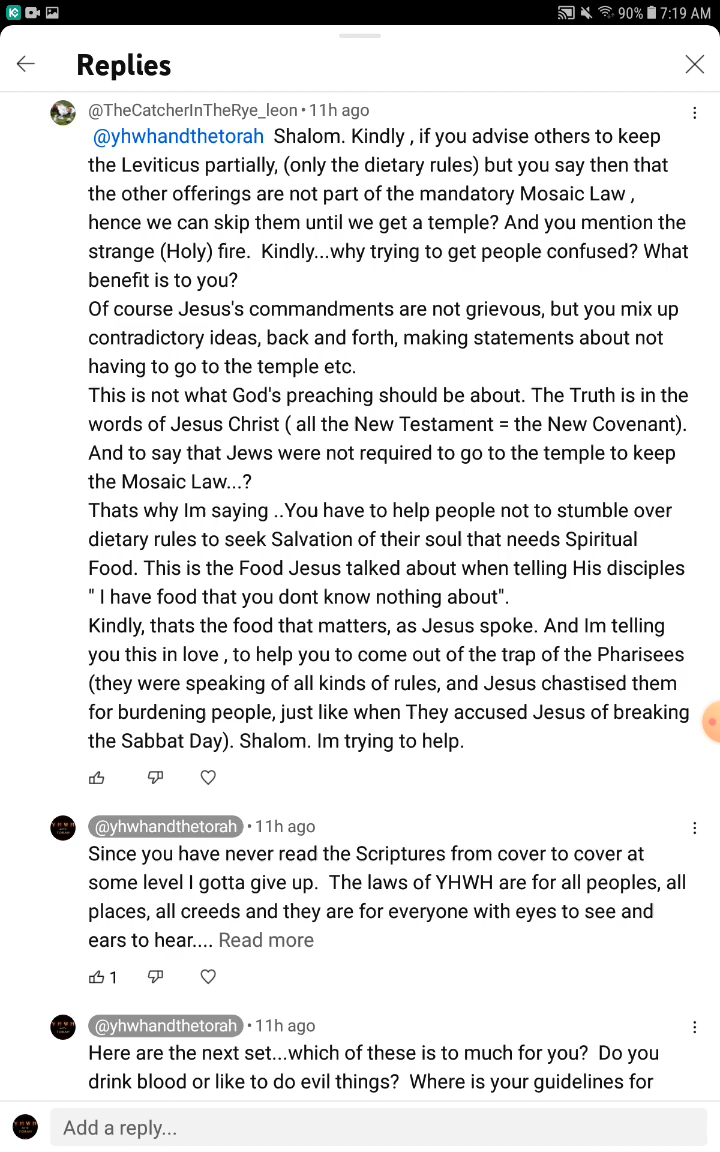 90% 7:19 AM
Replies
@TheCatcherInTheRye_leon • 11h ago
@yhwhandthetorah Shalom. Kindly , if you advise others to keep
the Leviticus partially, (only the dietary rules) but you say then that
the other offerings are not part of the mandatory Mosaic Law ,
hence we can skip them until we get a temple? And you mention the
strange (Holy) fire.  Kindly...why trying to get people confused? What
benefit is to you?
Of course Jesus's commandments are not grievous, but you mix up
contradictory ideas, back and forth, making statements about not
having to go to the temple etc.
This is not what God's preaching should be about. The Truth is in the
words of Jesus Christ ( all the New Testament = the New Covenant).
And to say that Jews were not required to go to the temple to keep
the Mosaic Law...?
Thats why Im saying ..You have to help people not to stumble over
dietary rules to seek Salvation of their soul that needs Spiritual
Food. This is the Food Jesus talked about when telling His disciples
" I have food that you dont know nothing about".
Kindly, thats the food that matters, as Jesus spoke. And Im telling
you this in love , to help you to come out of the trap of the Pharisees
(they were speaking of all kinds of rules, and Jesus chastised them
for burdening people, just like when They accused Jesus of breaking
the Sabbat Day). Shalom. Im trying to help.
@yhwhandthetorah • 11h ago
Since you have never read the Scriptures from cover to cover at
some level I gotta give up.  The laws of YHWH are for all peoples, all
places, all creeds and they are for everyone with eyes to see and
ears to hear.... Read more
1
@yhwhandthetorah • 11h ago
Here are the next set...which of these is to much for you?  Do you
drink blood or like to do evil things?  Where is your guidelines for
Add a reply...